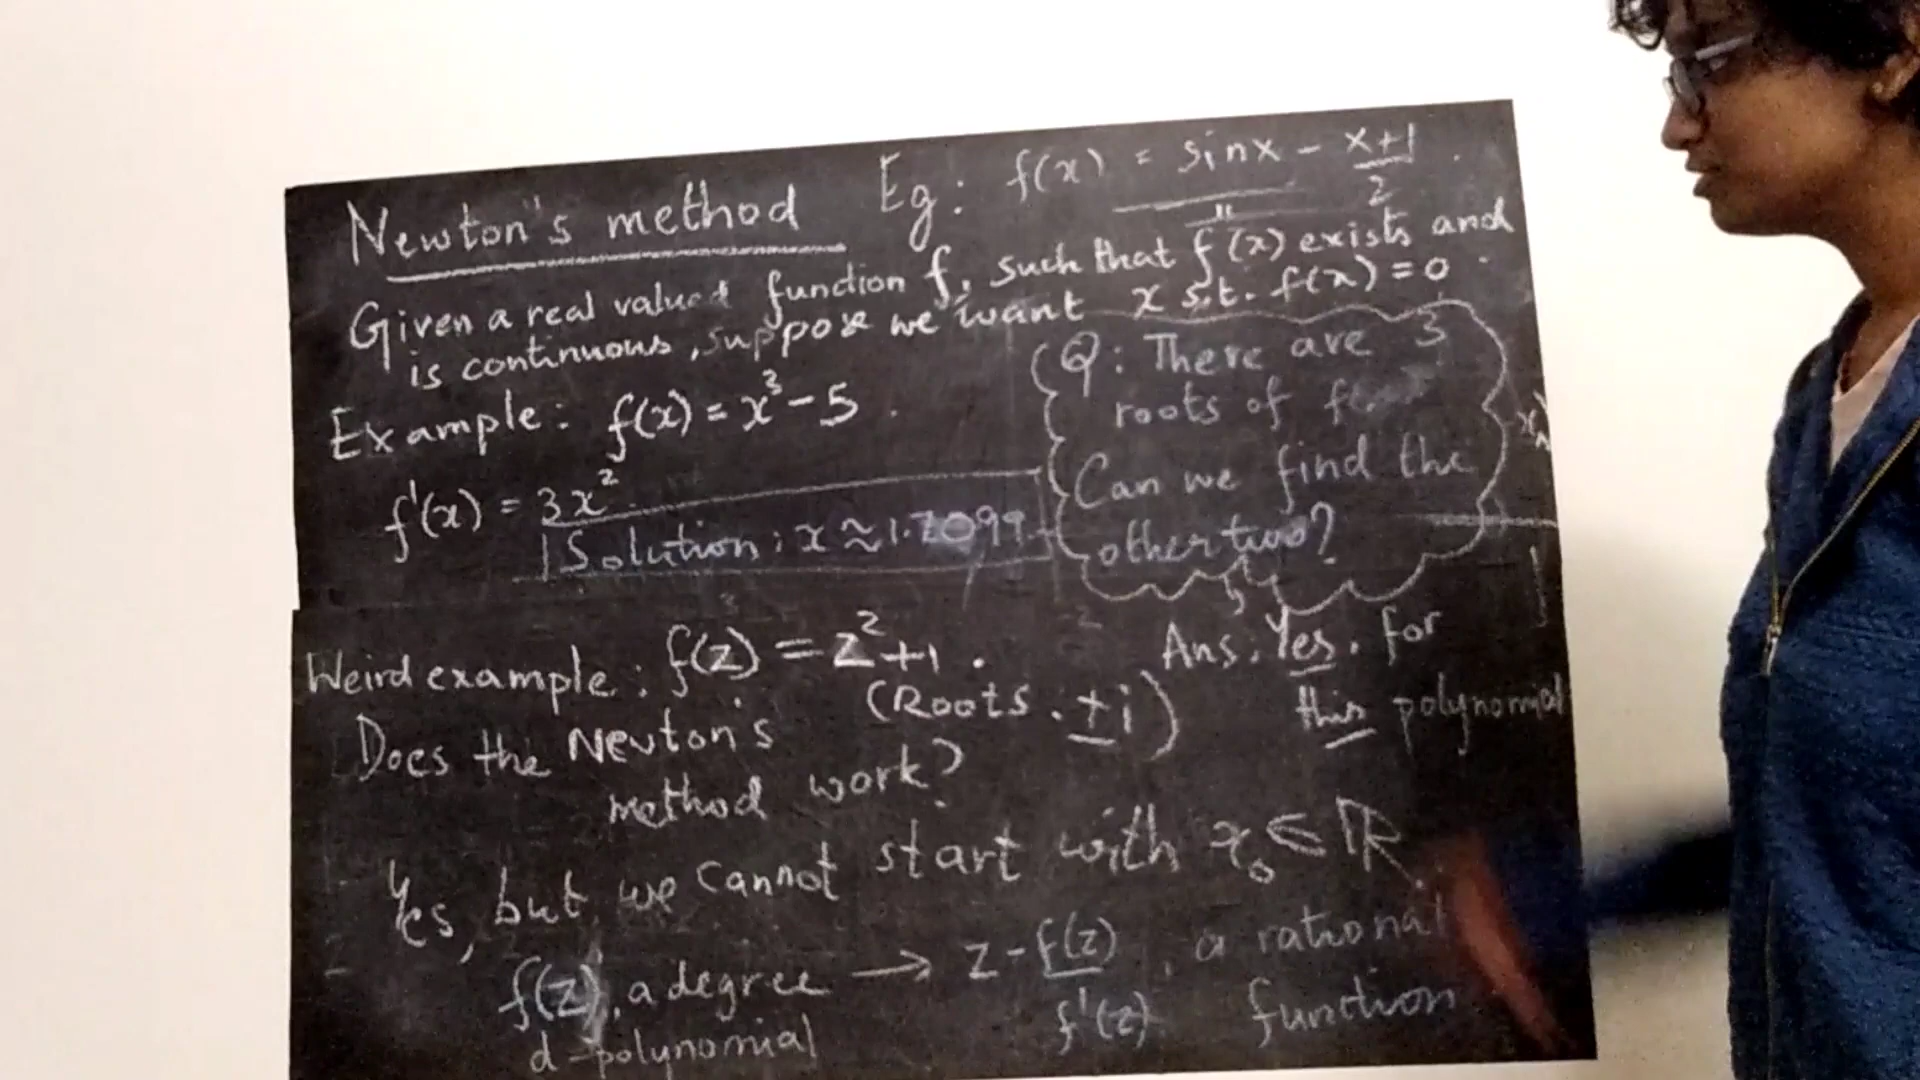 Newton's method
Eg: f(x) = sinx - (x+1)/2 .
Given a real valued function f, such that f''(x) exists and
is continuous, suppose we want x s.t. f(x) = 0 .
Example: f(x) = x³ - 5 .
f'(x) = 3x²
Solution: x ≈ 1.7099
Q: There are 3
roots of
Can we find the
other two?
Ans: Yes. for
this polynomial
Weird example: f(z) = z² + 1 .
(Roots: ±i)
Does the Newton's
method work?
Yes, but we cannot start with x₀ ∈ ℝ.
f(z), a degree → z - f(z)/f'(z), a rational
d-polynomial function